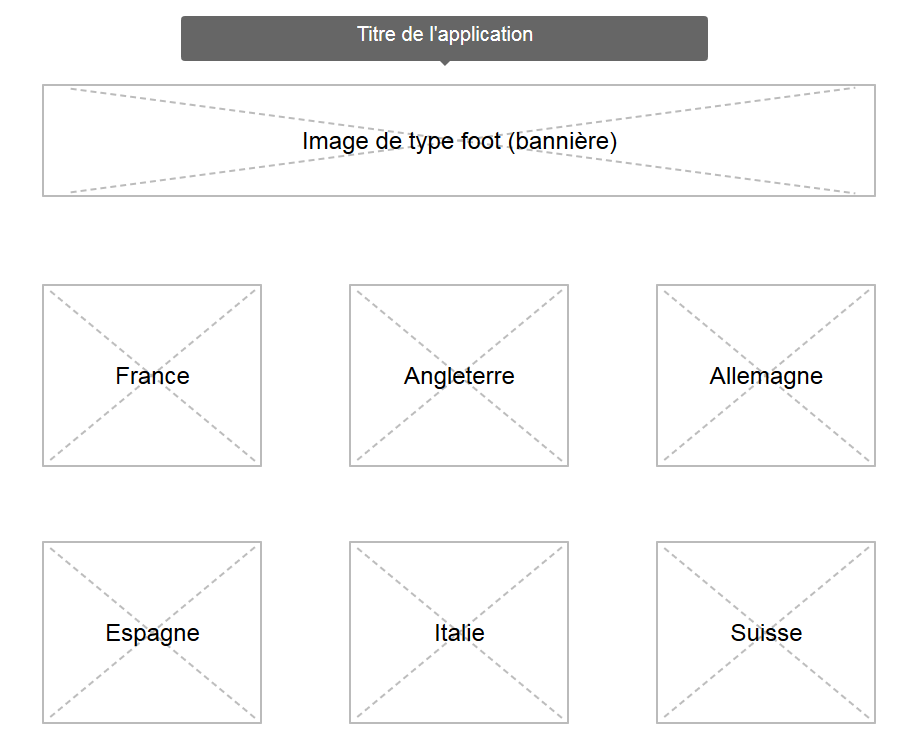 Titre de l'application
Image de type foot (bannière)
France
Angleterre
Allemagne
Espagne
Italie
Suisse